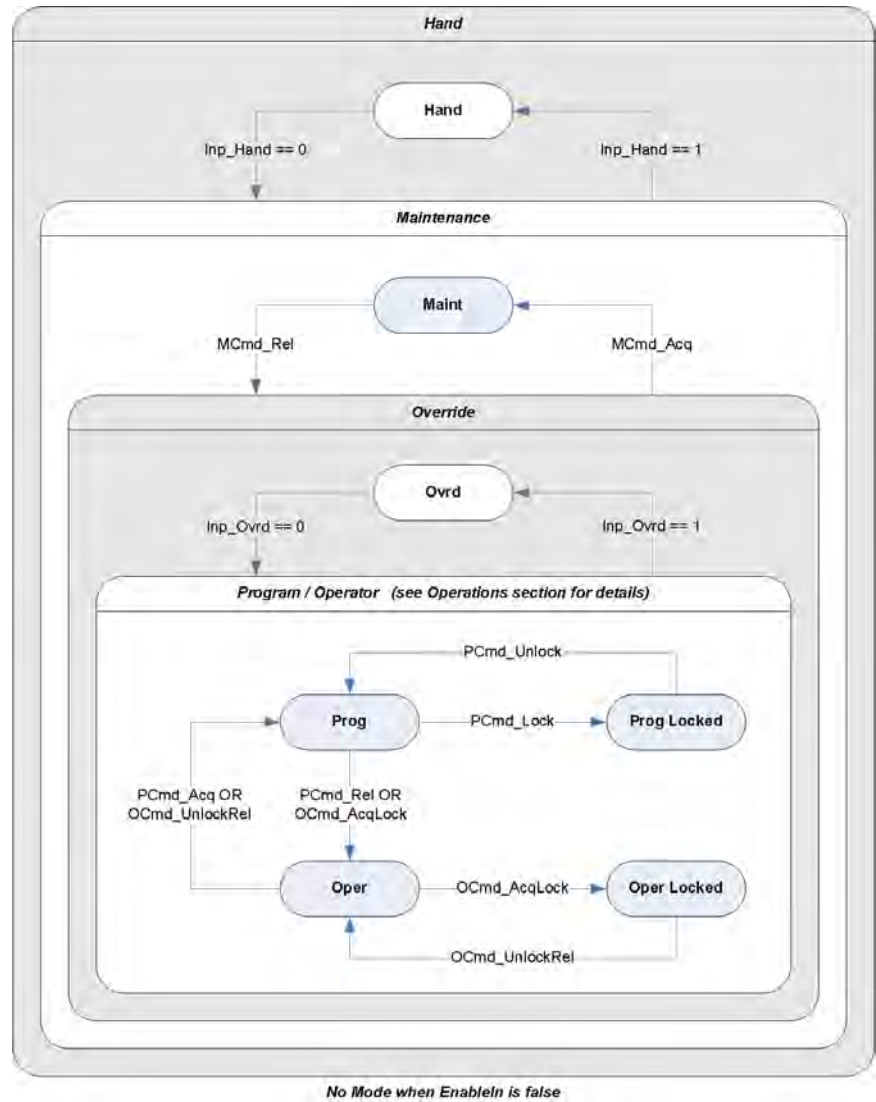 Hand
Hand
Inp_Hand == 0
Inp_Hand == 1
Maintenance
Maint
MCmd_Rel
MCmd_Acq
Override
Ovrd
Inp_Ovrd == 0
Inp_Ovrd == 1
Program / Operator (see Operations section for details)
PCmd_Unlock
Prog
PCmd_Lock
Prog Locked
PCmd_Acq OR
OCmd_UnlockRel
PCmd_Rel OR
OCmd_AcqLock
Oper
OCmd_AcqLock
Oper Locked
OCmd_UnlockRel
No Mode when EnableIn is false